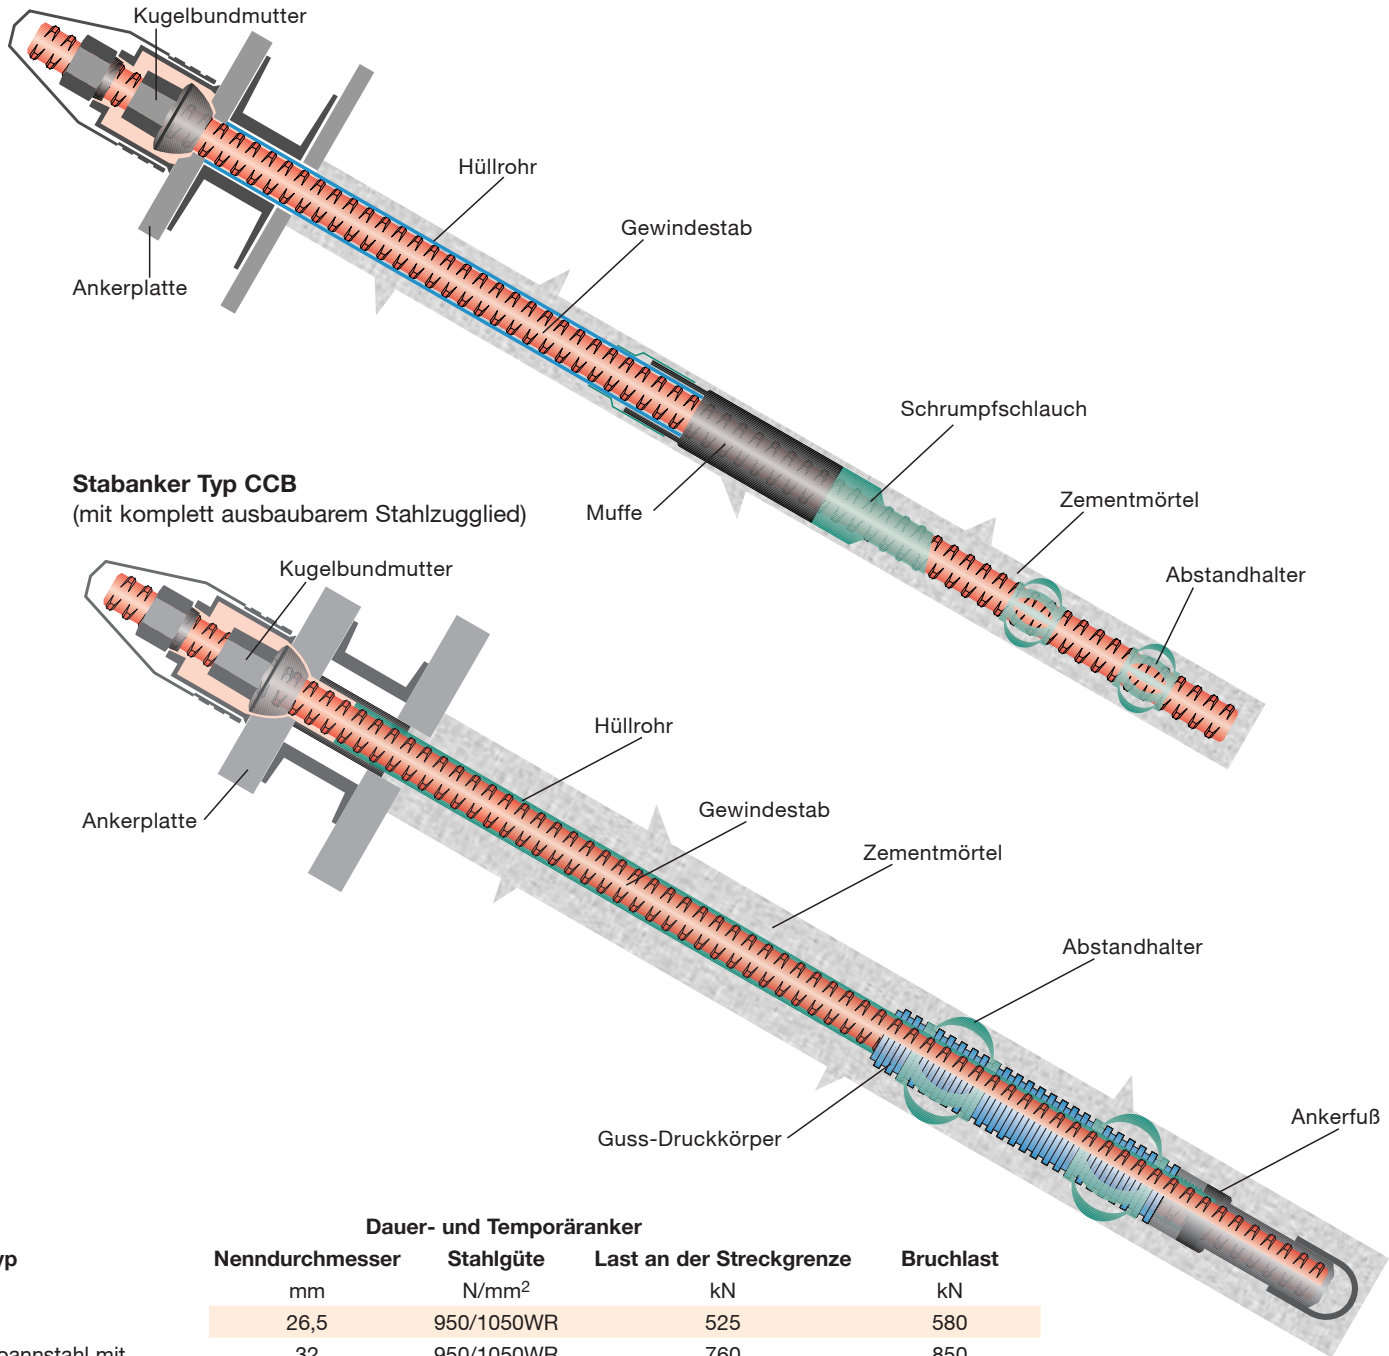 Kugelbundmutter
Hüllrohr
Gewindestab
Ankerplatte
Schrumpfschlauch
Stabanker Typ CCB
(mit komplett ausbaubarem Stahlzugglied)
Muffe
Zementmörtel
Abstandhalter
Kugelbundmutter
Hüllrohr
Gewindestab
Ankerplatte
Zementmörtel
Abstandhalter
Ankerfuß
Guss-Druckkörper
Dauer- und Temporäranker
Nenndurchmesser Stahlgüte Last an der Streckgrenze Bruchlast
mm N/mm² kN kN
26,5 950/1050WR 525 580
mit 32 950/1050WR 760 850